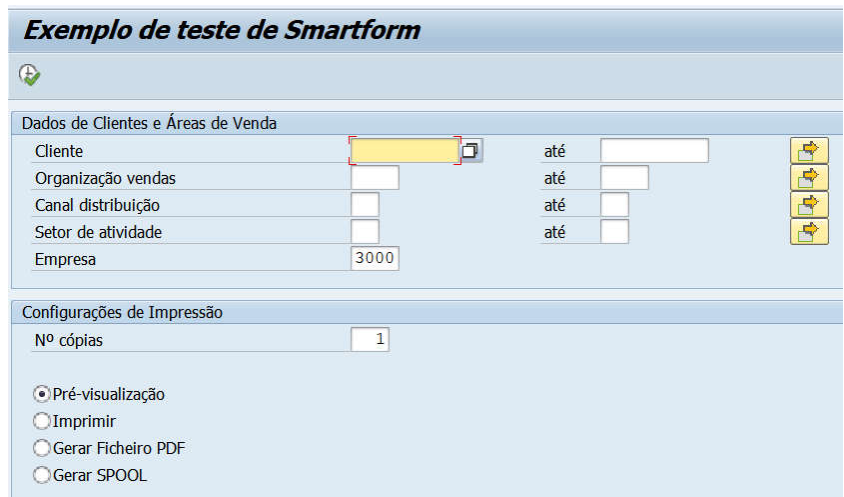 Exemplo de teste de Smartform
Dados de Clientes e Áreas de Venda
Cliente até
Organização vendas até
Canal distribuição até
Setor de atividade até
Empresa 3000
Configurações de Impressão
Nº cópias 1
Pré-visualização
Imprimir
Gerar Ficheiro PDF
Gerar SPOOL